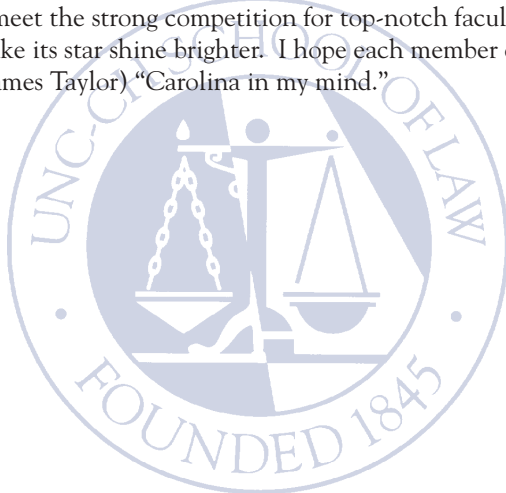 meet the strong competition for top-notch facul
ke its star shine brighter. I hope each member
mes Taylor) “Carolina in my mind.”
UNC-CH SCHOOL OF LAW
FOUNDED 1845